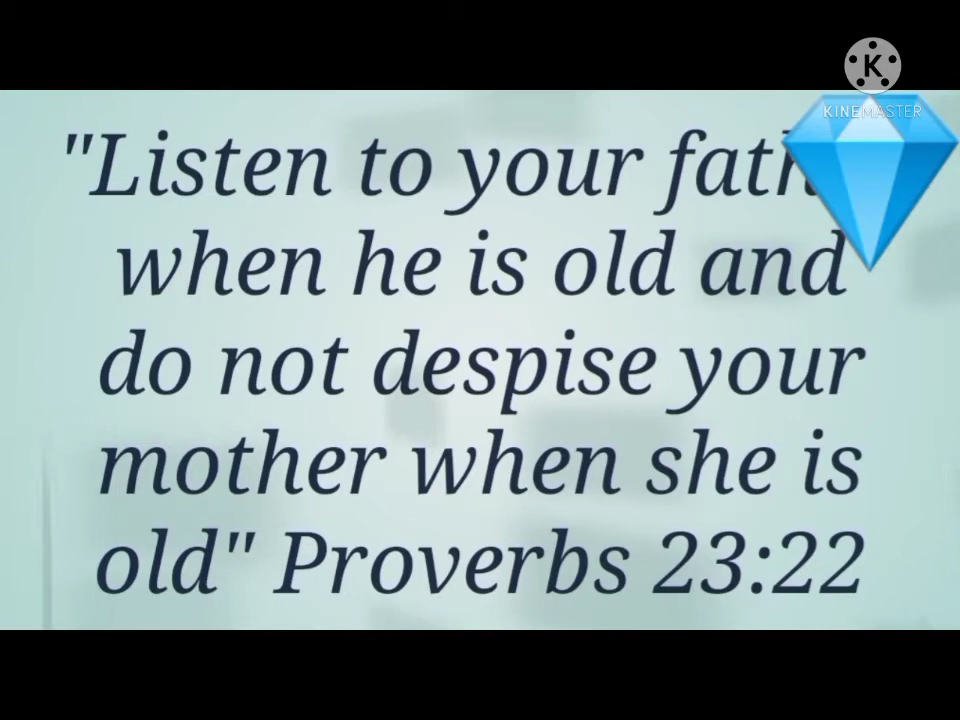 KINEMASTER
"Listen to your
when he is old and
do not despise your
mother when she is
old" Proverbs 23:22